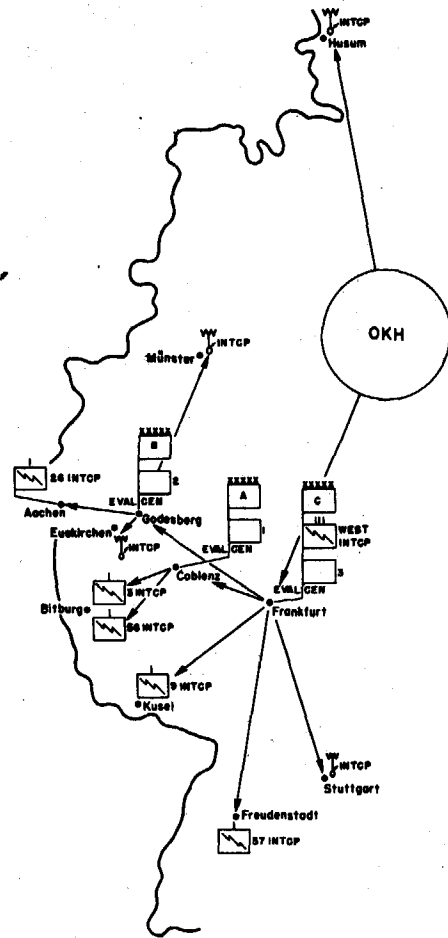 INTCP
Husum
OKH
INTCP
Münster
XXXXX
B
2
26 INTCP
XXXXX
A
1
XXXXX
C
III
WEST
INTCP
3
Aachen
EVAL CEN
Godesberg
Euskirchen
INTCP
EVAL CEN
Coblenz
EVAL CEN
Frankfurt
3 INTCP
Bitburg
56 INTCP
9 INTCP
Kusel
INTCP
Stuttgart
Freudenstadt
57 INTCP